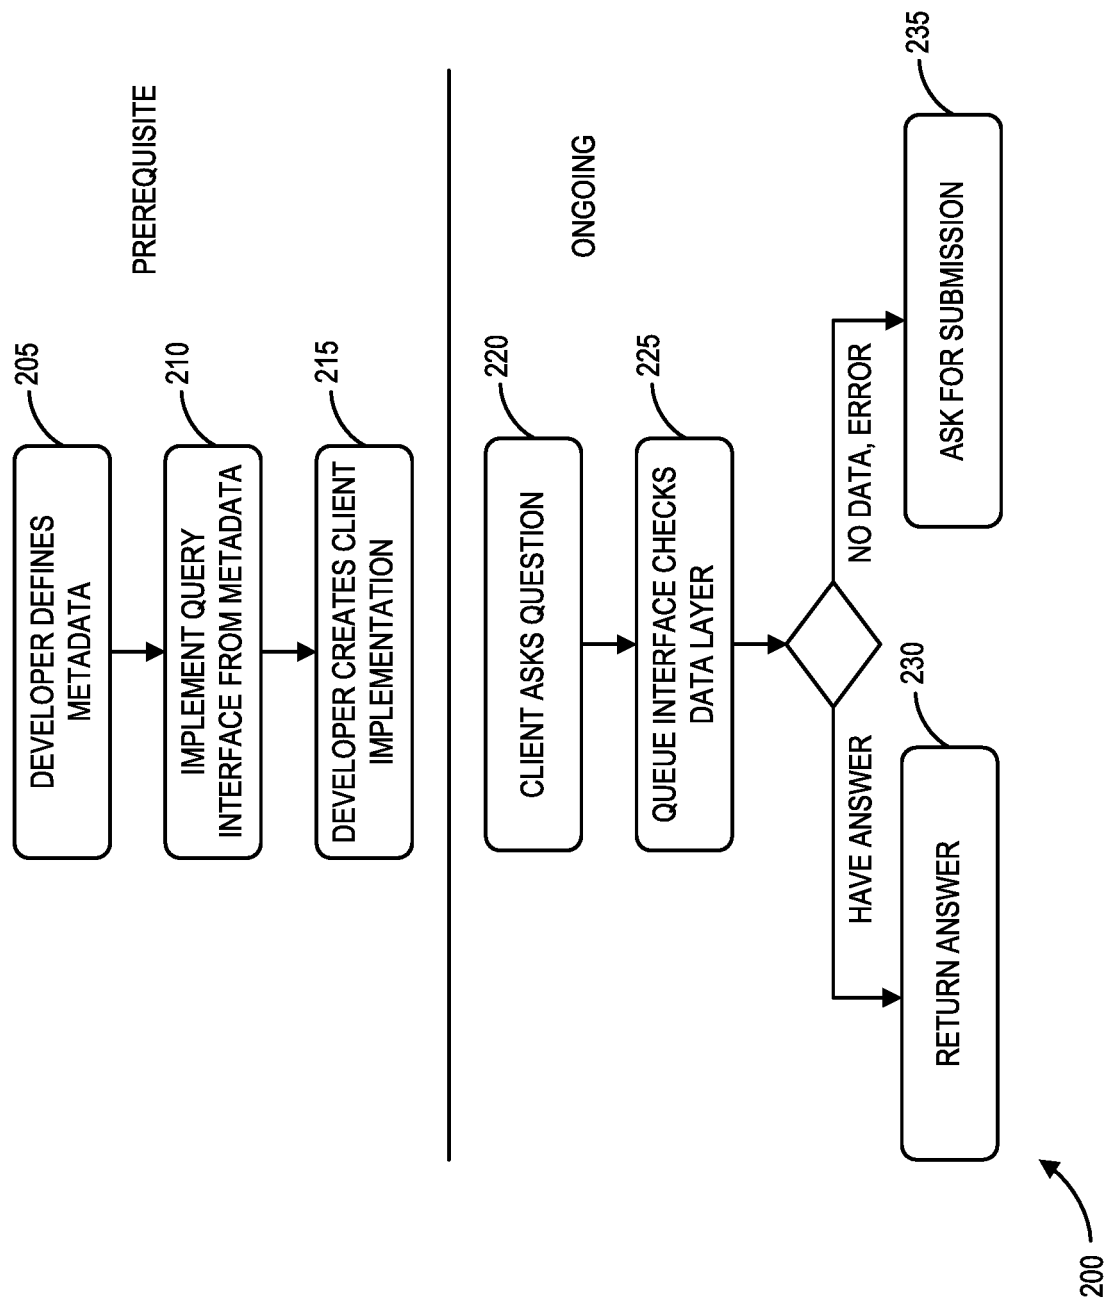 PREREQUISITE
DEVELOPER DEFINES
METADATA
205
IMPLEMENT QUERY
INTERFACE FROM METADATA
210
DEVELOPER CREATES CLIENT
IMPLEMENTATION
215
ONGOING
CLIENT ASKS QUESTION
220
QUEUE INTERFACE CHECKS
DATA LAYER
225
HAVE ANSWER
NO DATA, ERROR
RETURN ANSWER
230
ASK FOR SUBMISSION
235
200